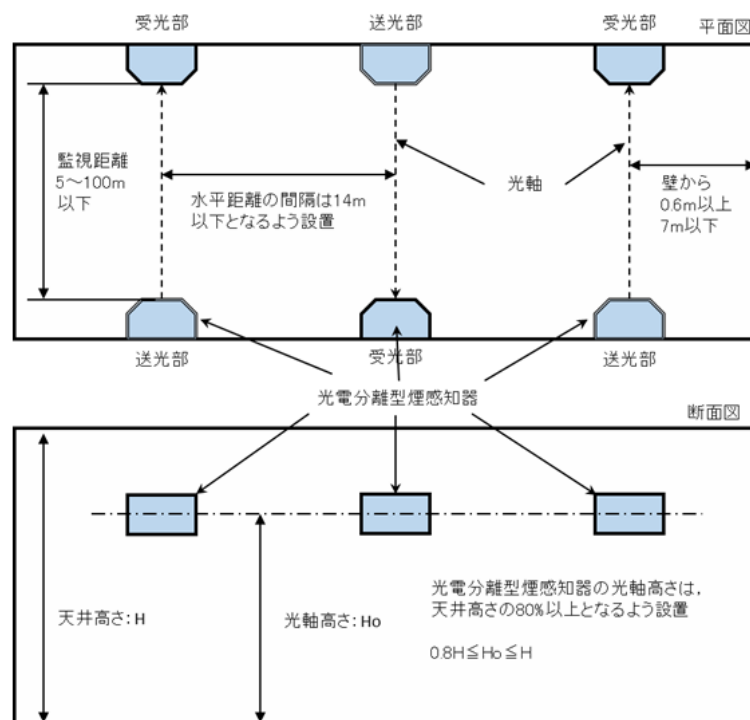 受光部
送光部
受光部
平面図
監視距離
5～100m
以下
水平距離の間隔は14m
以下となるよう設置
光軸
壁から
0.6m以上
7m以下
送光部
受光部
送光部
光電分離型煙感知器
断面図
天井高さ:H
光軸高さ:Ho
光電分離型煙感知器の光軸高さは,
天井高さの80%以上となるよう設置
0.8H≦Ho≦H